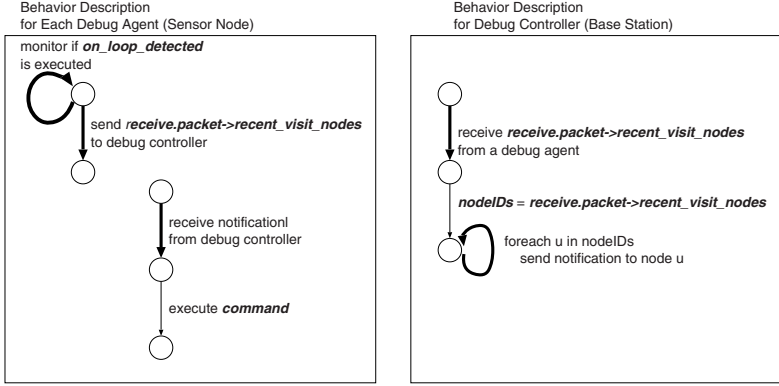 Behavior Description
for Each Debug Agent (Sensor Node)
monitor if on_loop_detected
is executed
send receive.packet->recent_visit_nodes
to debug controller
receive notificationl
from debug controller
execute command
Behavior Description
for Debug Controller (Base Station)
receive receive.packet->recent_visit_nodes
from a debug agent
nodeIDs = receive.packet->recent_visit_nodes
foreach u in nodeIDs
send notification to node u